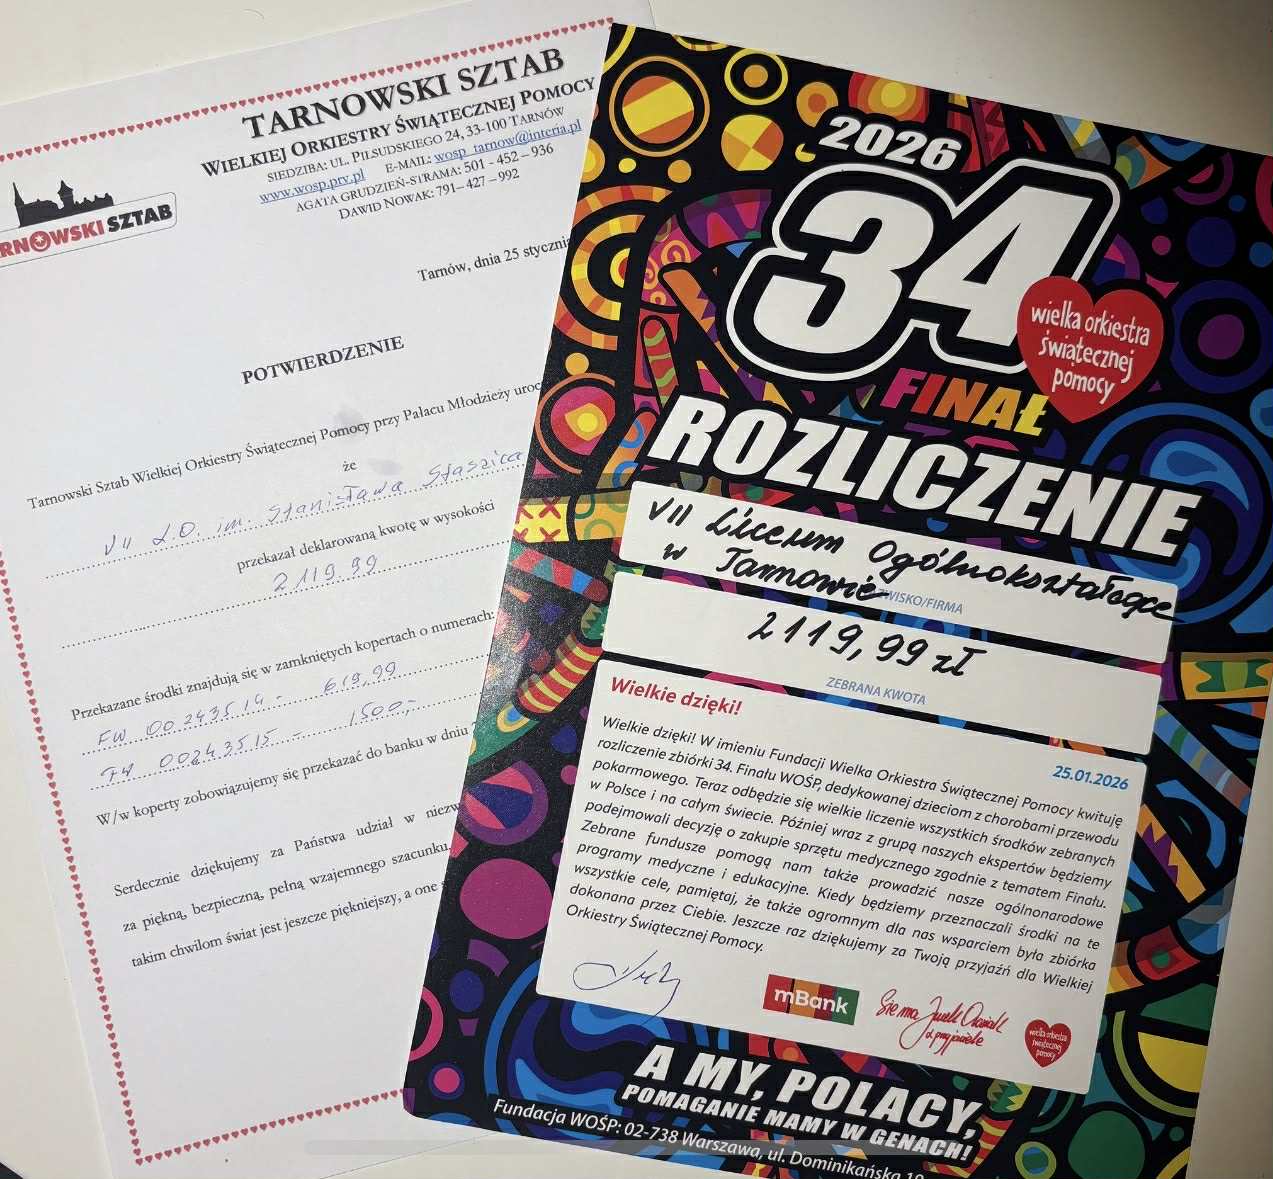 TARNOWSKI SZTAB
WIELKIEJ ORKIESTRY ŚWIĄTECZNEJ POMOCY
SIEDZIBA: UL. PIŁSUDSKIEGO 24, 33-100 TARNÓW
www.wosp.prv.pl E-MAIL: wosp_tarnow@interia.pl
AGATA GRUDZIEŃ-STRAMA: 501 - 452 – 936
DAWID NOWAK: 791– 427 – 992
RNOWSKI SZTAB
Tarnów, dnia 25 stycznia
POTWIERDZENIE
Tarnowski Sztab Wielkiej Orkiestry Świątecznej Pomocy przy Pałacu Młodzieży uroc
że
VII L.O. im. Stanisława Staszica
przekazał deklarowaną kwotę w wysokości
2119.99
Przekazane środki znajdują się w zamkniętych kopertach o numerach:
FW 00243514 - 619,99
FW 00243515 - 1500,-
W/w koperty zobowiązujemy się przekazać do banku w dniu
Serdecznie dziękujemy za Państwa udział w niezw
za piękną, bezpieczną, pełną wzajemnego szacunku
takim chwilom świat jest jeszcze piękniejszy, a one
2026
34
wielka orkiestra
świątecznej
pomocy
FINAŁ
ROZLICZENIE
VII Liceum Ogólnokształcące
w Tarnowie
ZWISKO/FIRMA
2119,99 zł
ZEBRANA KWOTA
Wielkie dzięki!
25.01.2026
Wielkie dzięki! W imieniu Fundacji Wielka Orkiestra Świątecznej Pomocy kwituję
rozliczenie zbiórki 34. Finału WOŚP, dedykowanej dzieciom z chorobami przewodu
pokarmowego. Teraz odbędzie się wielkie liczenie wszystkich środków zebranych
w Polsce i na całym świecie. Później wraz z grupą naszych ekspertów będziemy
podejmowali decyzję o zakupie sprzętu medycznego zgodnie z tematem Finału.
Zebrane fundusze pomogą nam także prowadzić nasze ogólnonarodowe
programy medyczne i edukacyjne. Kiedy będziemy przeznaczali środki na te
wszystkie cele, pamiętaj, że także ogromnym dla nas wsparciem była zbiórka
dokonana przez Ciebie. Jeszcze raz dziękujemy za Twoją przyjaźń dla Wielkiej
Orkiestry Świątecznej Pomocy.
mBank
Siema Jurek Owsiak
z przyjaciele
wielka orkiestra
świątecznej
pomocy
A MY, POLACY,
POMAGANIE MAMY W GENACH!
Fundacja WOŚP: 02-738 Warszawa, ul. Dominikańska 19